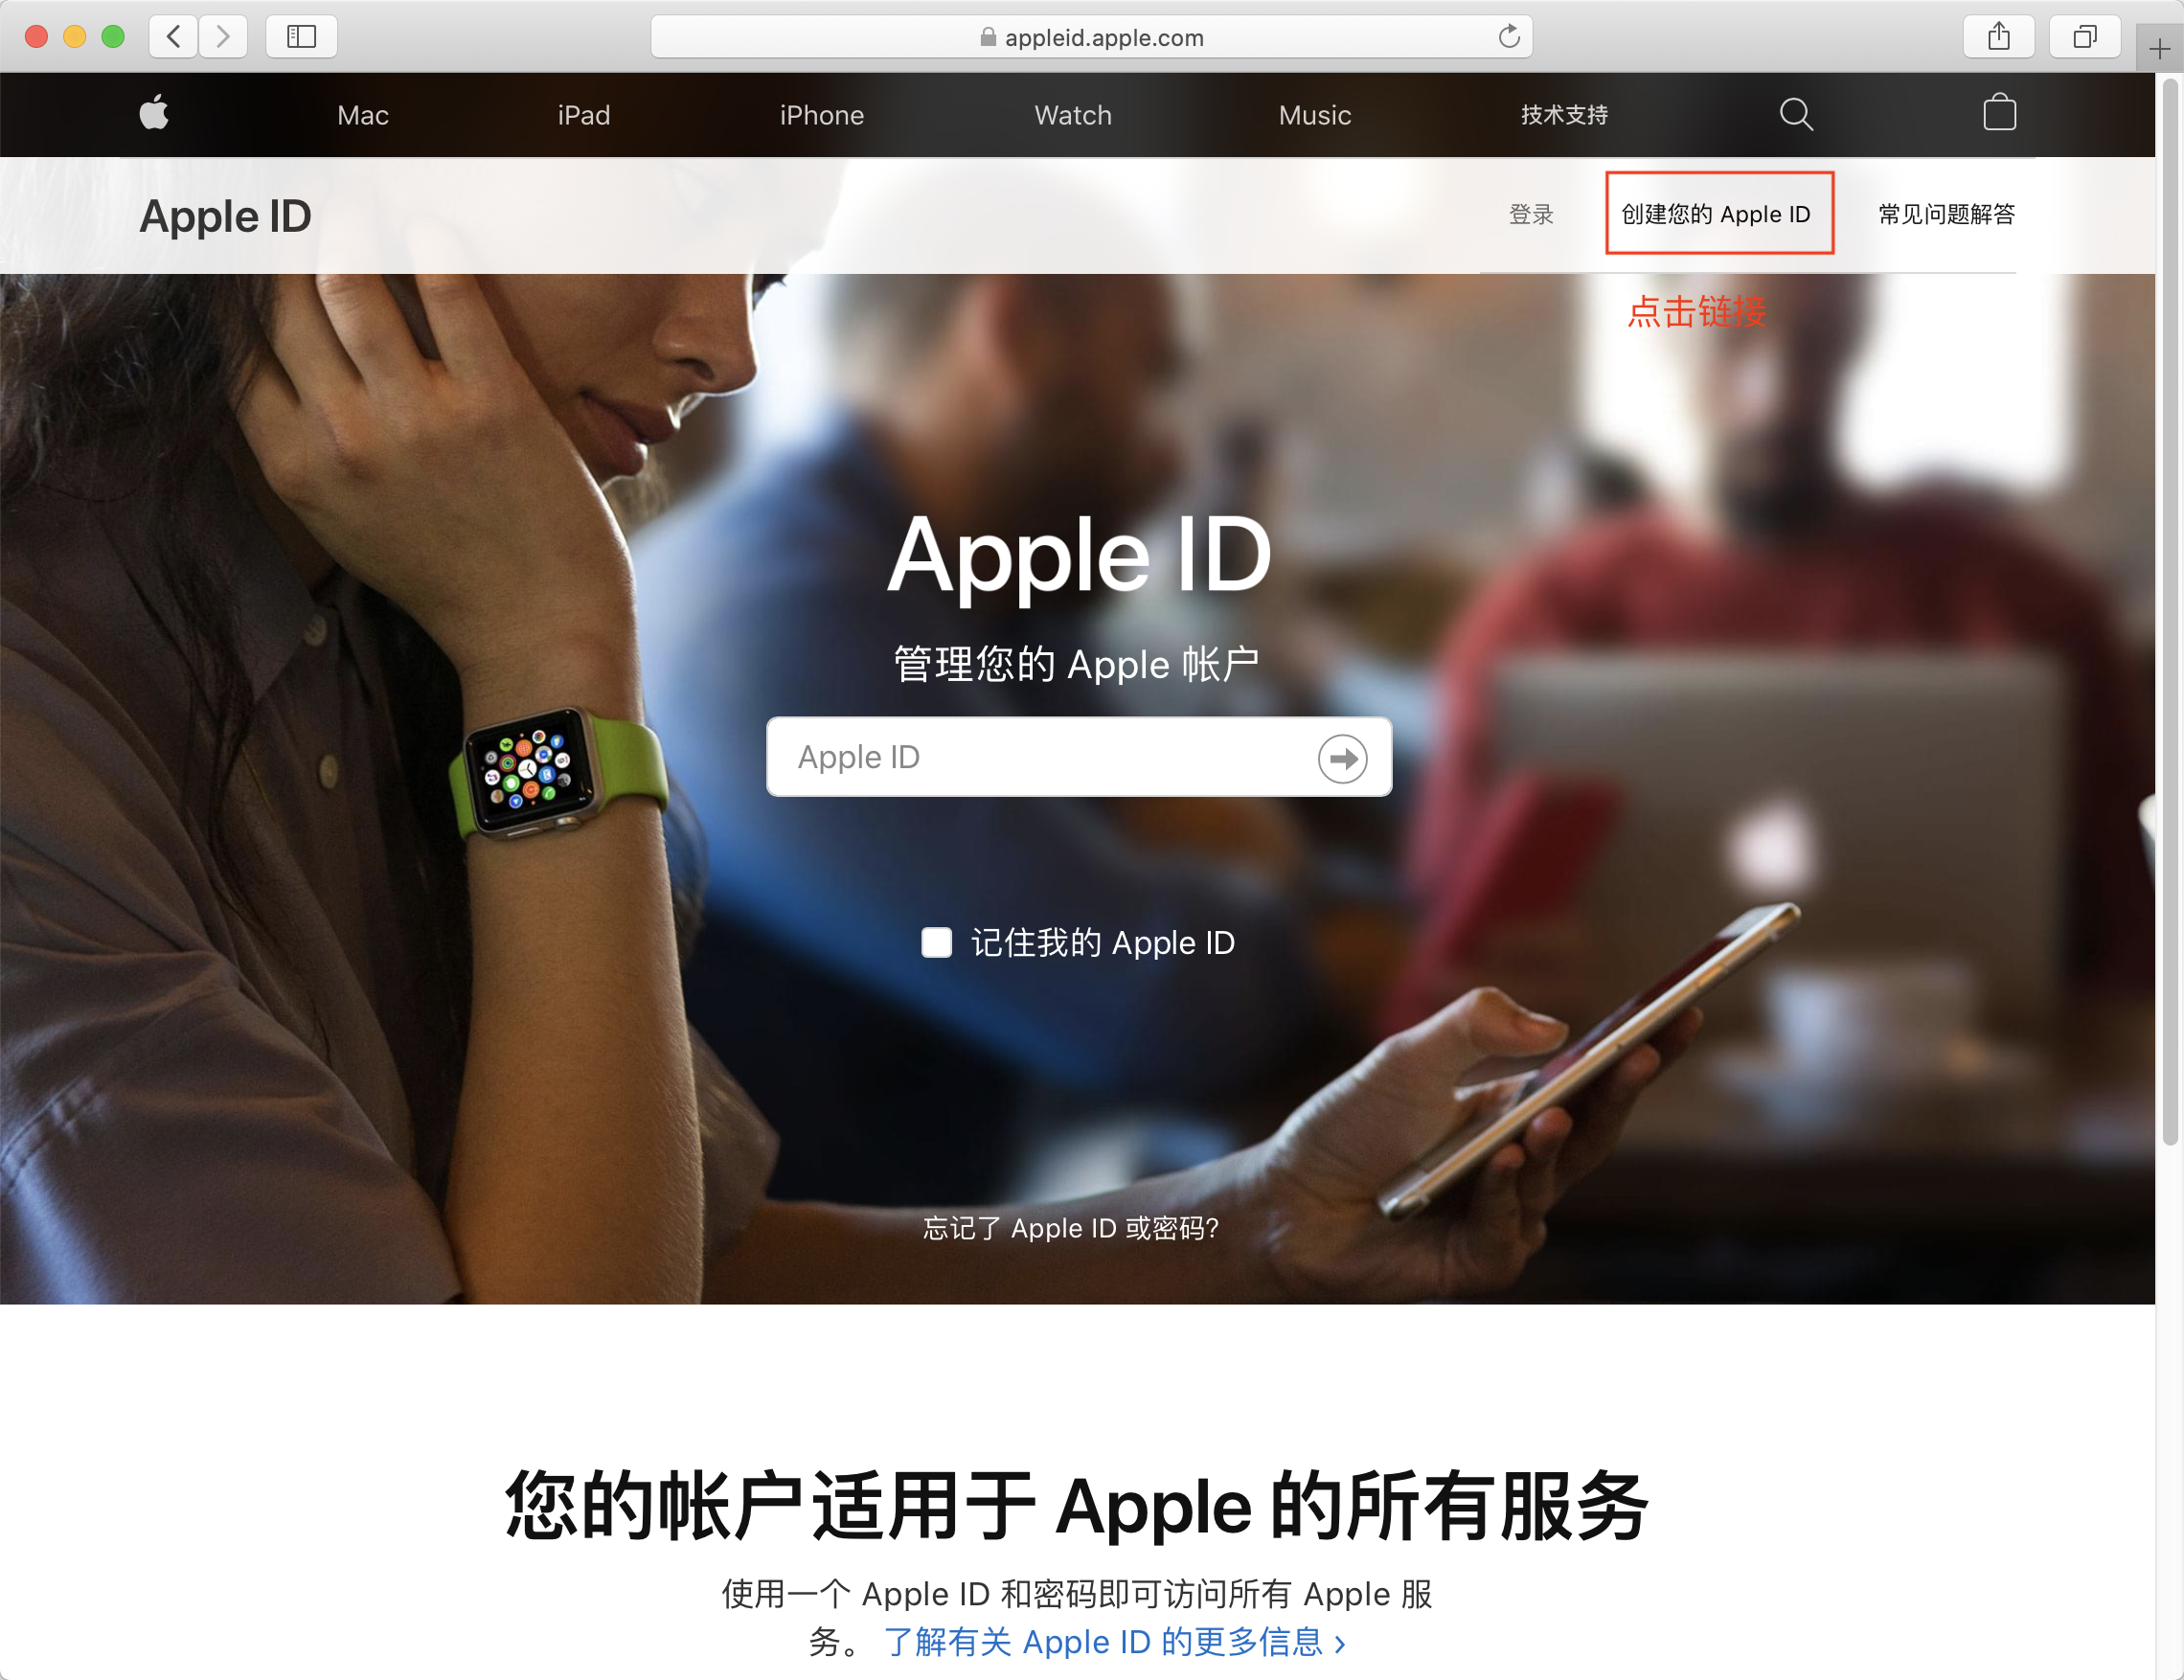 appleid.apple.com
Mac iPad iPhone Watch Music 技术支持
Apple ID 登录 创建您的 Apple ID 常见问题解答
点击链接
Apple ID
管理您的 Apple 帐户
Apple ID
记住我的 Apple ID
忘记了 Apple ID 或密码?
您的帐户适用于 Apple 的所有服务
使用一个 Apple ID 和密码即可访问所有 Apple 服
务。 了解有关 Apple ID 的更多信息 ›